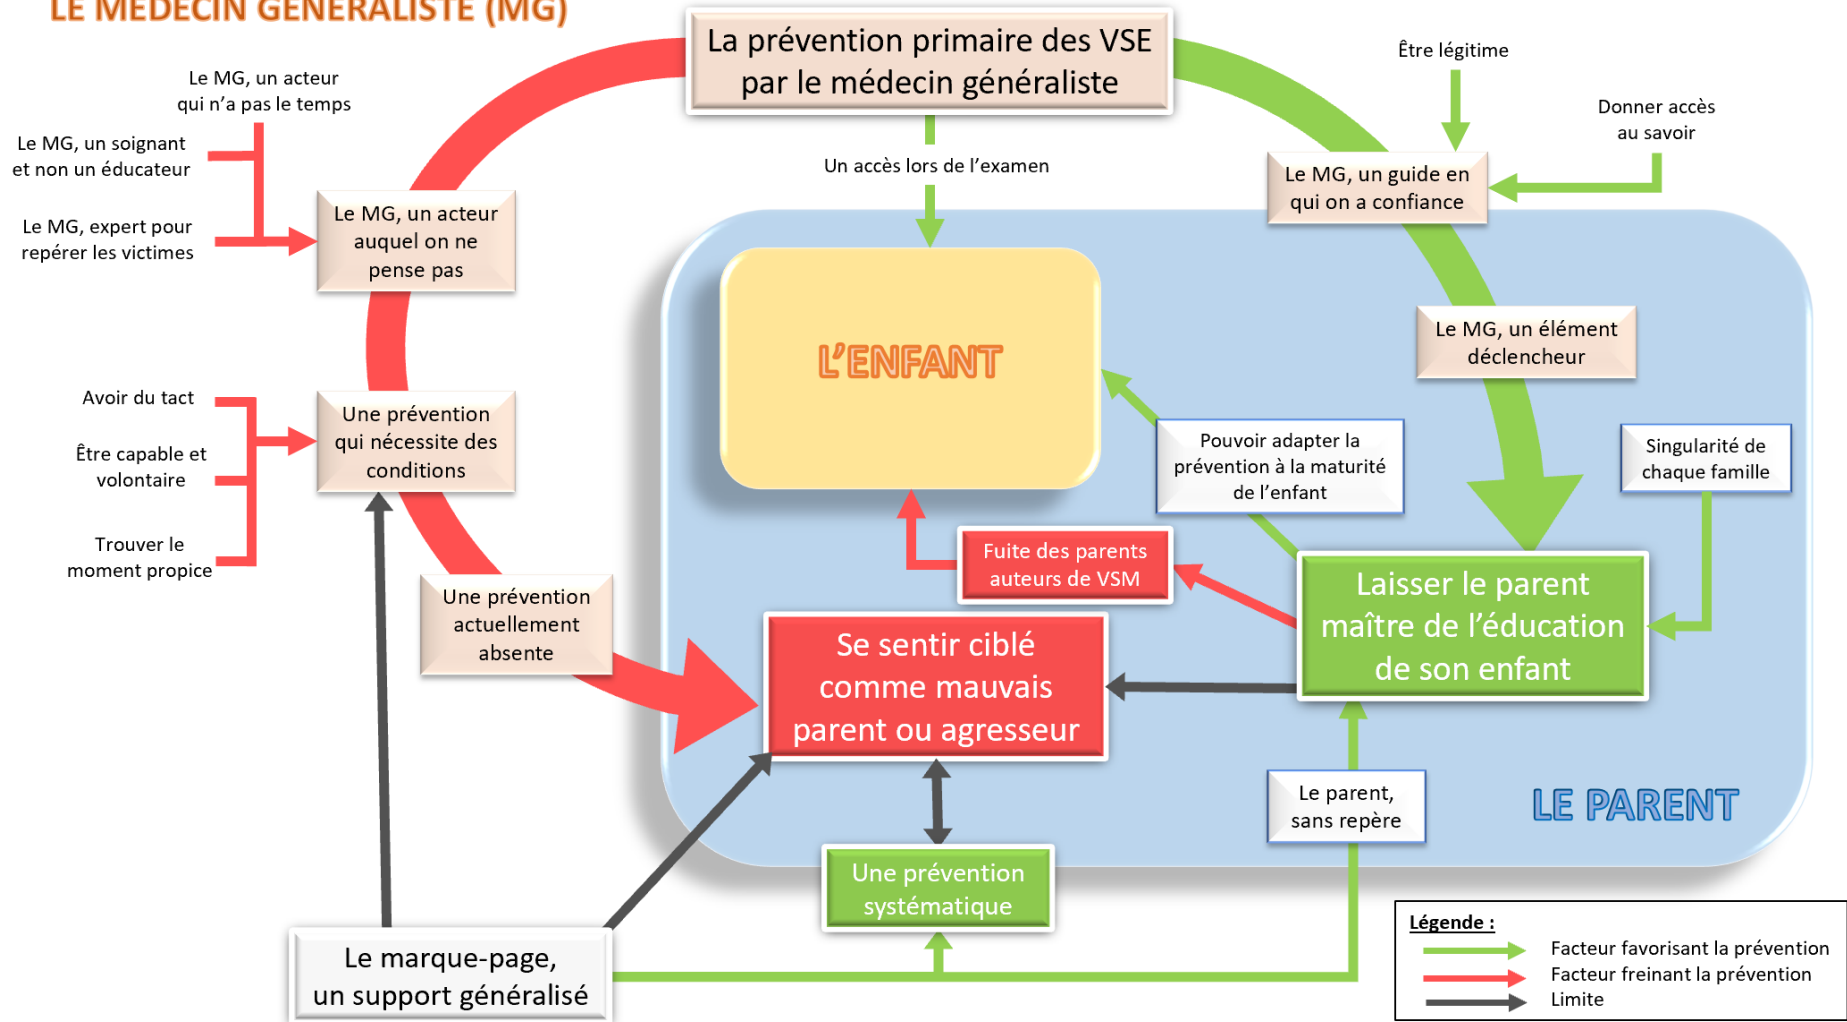 LE MÉDECIN GÉNÉRALISTE (MG)
La prévention primaire des VSE
par le médecin généraliste
Le MG, un acteur
qui n’a pas le temps
Le MG, un soignant
et non un éducateur
Le MG, expert pour
repérer les victimes
Le MG, un acteur
auquel on ne
pense pas
Avoir du tact
Être capable et
volontaire
Trouver le
moment propice
Une prévention
qui nécessite des
conditions
Une prévention
actuellement
absente
Un accès lors de l’examen
Être légitime
Donner accès
au savoir
Le MG, un guide en
qui on a confiance
Le MG, un élément
déclencheur
L’ENFANT
Pouvoir adapter la
prévention à la maturité
de l’enfant
Singularité de
chaque famille
Fuite des parents
auteurs de VSM
Laisser le parent
maître de l’éducation
de son enfant
Se sentir ciblé
comme mauvais
parent ou agresseur
Le parent,
sans repère
LE PARENT
Une prévention
systématique
Le marque-page,
un support généralisé
Légende :
Facteur favorisant la prévention
Facteur freinant la prévention
Limite